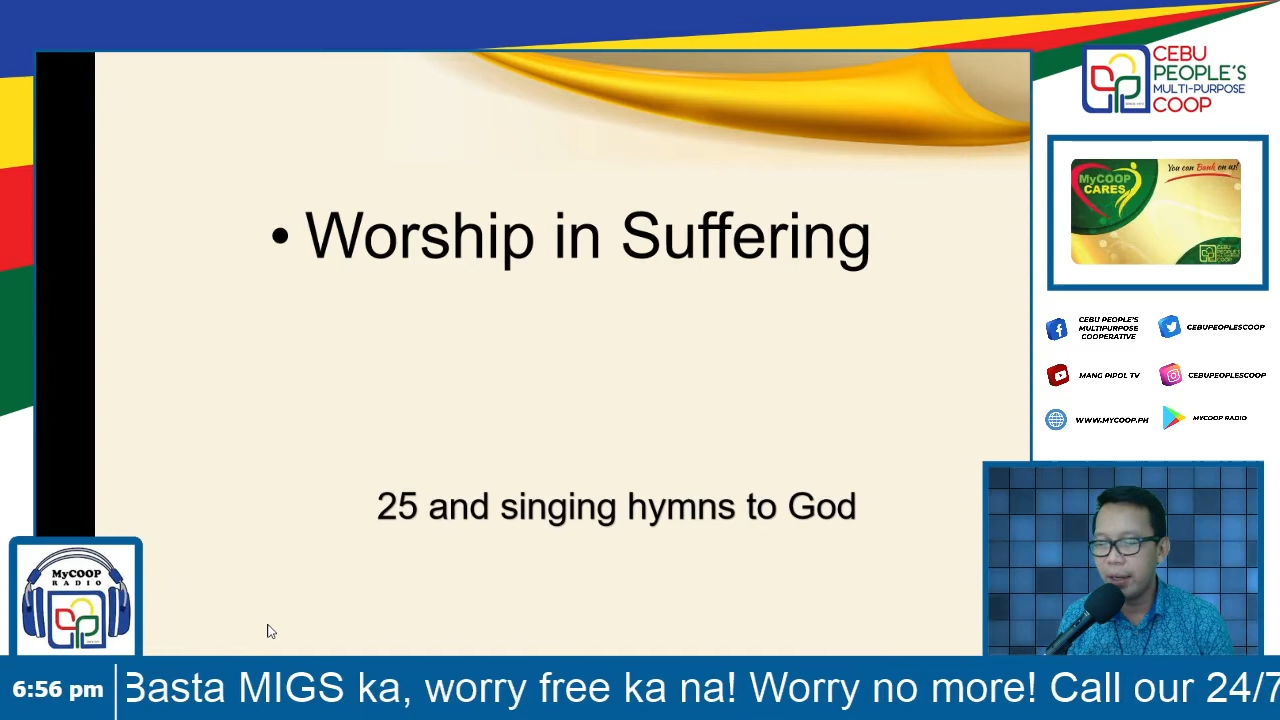 CEBU
PEOPLE'S
MULTI-PURPOSE
COOP
MyCOOP
CARES
You can Bank on us!
• Worship in Suffering
CEBU PEOPLE'S
MULTIPURPOSE
COOPERATIVE
CEBUPEOPLESCOOP
MANG PIPOL TV
CEBUPEOPLESCOOP
WWW.MYCOOP.PH
MYCOOP RADIO
25 and singing hymns to God
MyCOOP
RADIO
6:56 pm
Basta MIGS ka, worry free ka na! Worry no more! Call our 24/7